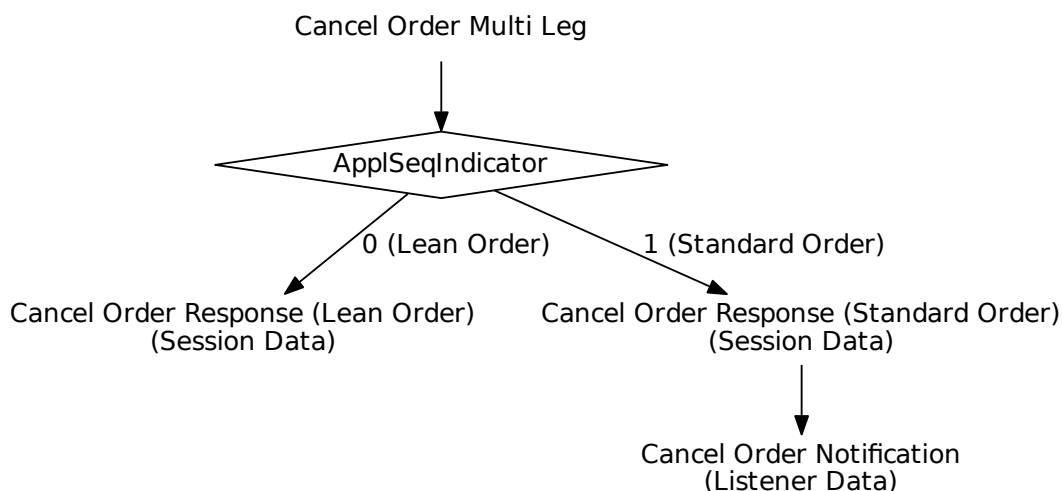 Cancel Order Multi Leg
ApplSeqIndicator
0 (Lean Order)
1 (Standard Order)
Cancel Order Response (Lean Order)
(Session Data)
Cancel Order Response (Standard Order)
(Session Data)
Cancel Order Notification
(Listener Data)